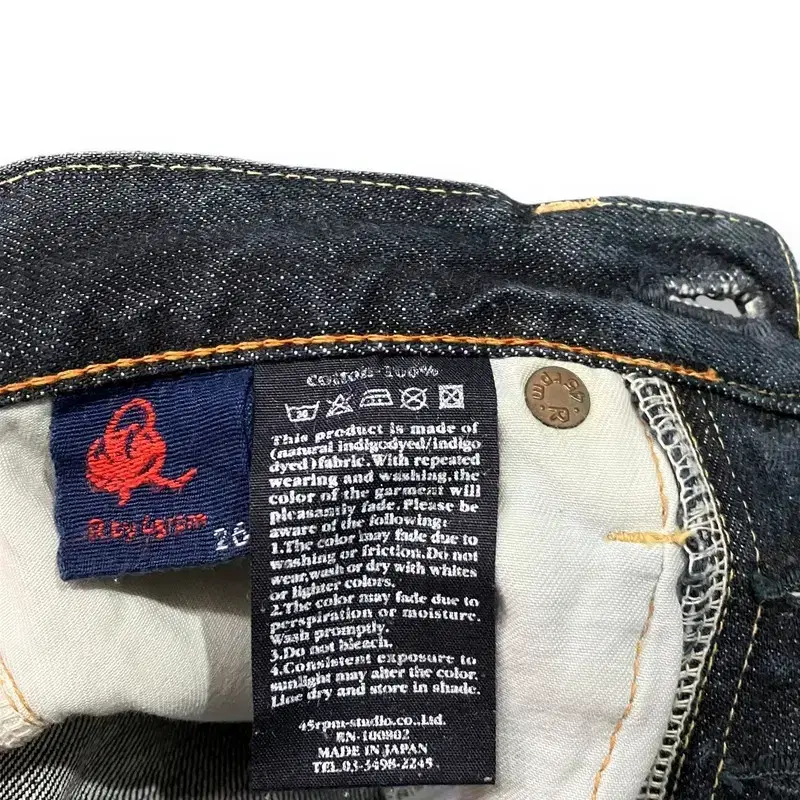 COTTON 100%
30
This product is made of
(natural indigodyed/indigo
dyed)fabric.With repeated
wearing and washing,the
color of the garment will
pleasantly fade.Please be
aware of the following:
1.The color may fade due to
washing or friction.Do not
wear,wash or dry with whites
or lighter colors.
2.The color may fade due to
perspiration or moisture.
Wash promptly.
3.Do not bleach.
4.Consistent exposure to
sunlight may alter the color.
Line dry and store in shade.
45rpm-studio.co.,Ltd.
RN-100802
MADE IN JAPAN
TEL.03-3498-2245
R by 45rpm
26
45rpm